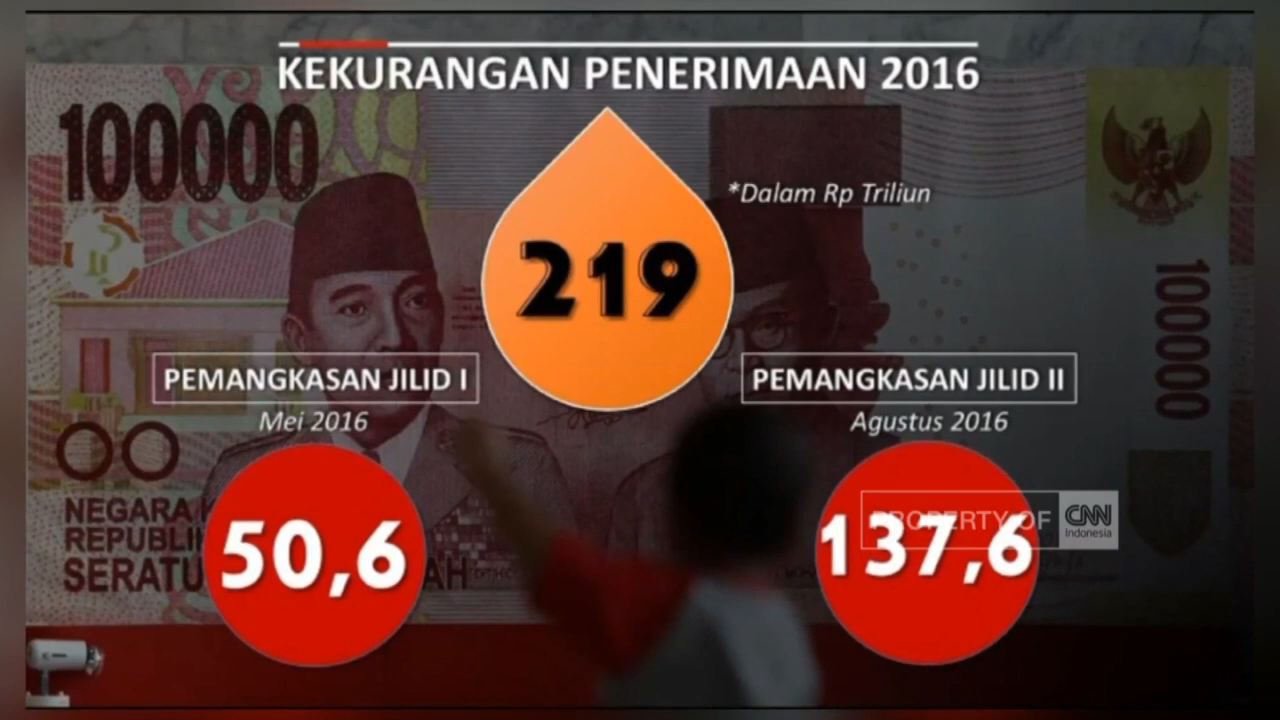 KEKURANGAN PENERIMAAN 2016
100000
*Dalam Rp Triliun
219
100000
PEMANGKASAN JILID I
Mei 2016
50,6
PEMANGKASAN JILID II
Agustus 2016
137,6
PROPERTY OF CNN Indonesia
NEGARA
REPUBLI
SERATU
AH